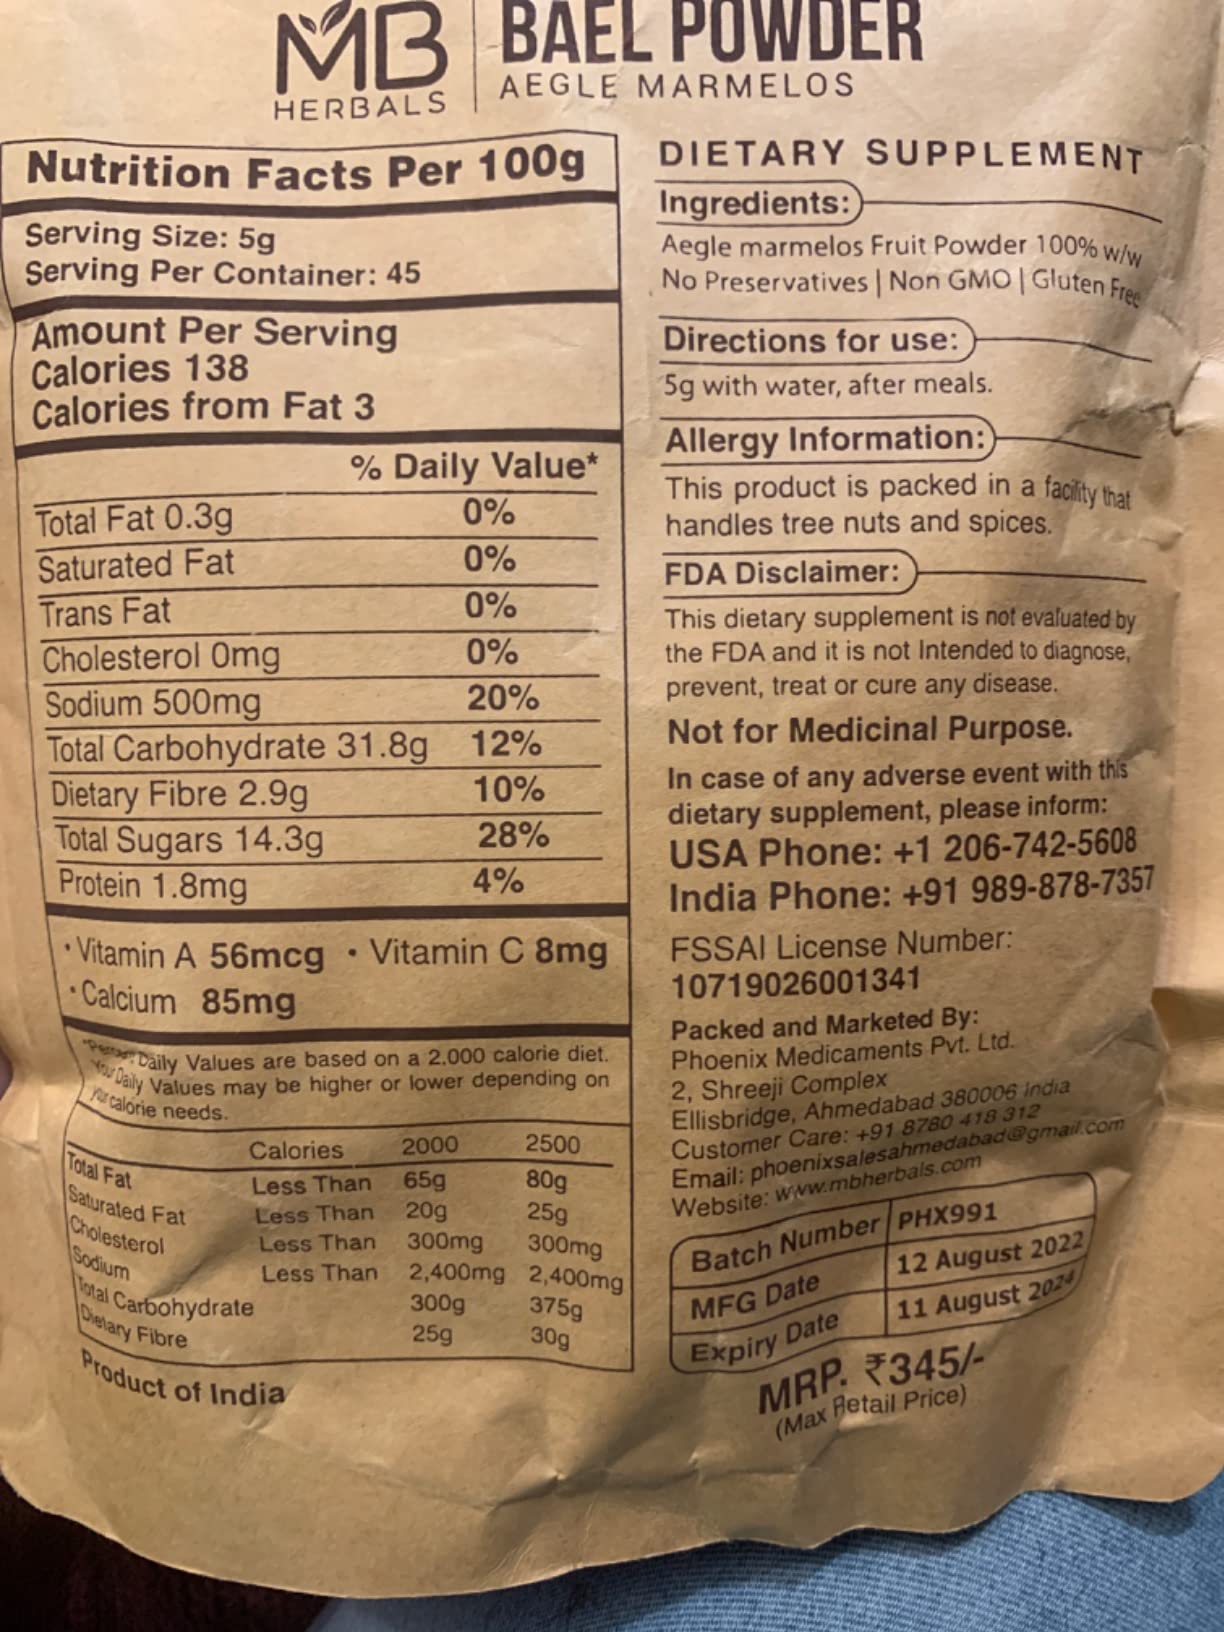 MB
HERBALS
BAEL POWDER
AEGLE MARMELOS
Nutrition Facts Per 100g
Serving Size: 5g
Serving Per Container: 45
Amount Per Serving
Calories 138
Calories from Fat 3
% Daily Value*
Total Fat 0.3g 0%
Saturated Fat 0%
Trans Fat 0%
Cholesterol 0mg 0%
Sodium 500mg 20%
Total Carbohydrate 31.8g 12%
Dietary Fibre 2.9g 10%
Total Sugars 14.3g 28%
Protein 1.8mg 4%
• Vitamin A 56mcg • Vitamin C 8mg
• Calcium 85mg
*Percent Daily Values are based on a 2,000 calorie diet.
Your Daily Values may be higher or lower depending on
your calorie needs.
Calories 2000 2500
Total Fat Less Than 65g 80g
Saturated Fat Less Than 20g 25g
Cholesterol Less Than 300mg 300mg
Sodium Less Than 2,400mg 2,400mg
Total Carbohydrate 300g 375g
Dietary Fibre 25g 30g
Product of India
DIETARY SUPPLEMENT
Ingredients:
Aegle marmelos Fruit Powder 100% w/w
No Preservatives | Non GMO | Gluten Free
Directions for use:
5g with water, after meals.
Allergy Information:
This product is packed in a facility that
handles tree nuts and spices.
FDA Disclaimer:
This dietary supplement is not evaluated by
the FDA and it is not Intended to diagnose,
prevent, treat or cure any disease.
Not for Medicinal Purpose.
In case of any adverse event with this
dietary supplement, please inform:
USA Phone: +1 206-742-5608
India Phone: +91 989-878-7357
FSSAI License Number:
10719026001341
Packed and Marketed By:
Phoenix Medicaments Pvt. Ltd.
2, Shreeji Complex
Ellisbridge, Ahmedabad 380006 India
Customer Care: +91 8780 418 312
Email: phoenixsalesahmedabad@gmail.com
Website: www.mbherbals.com
Batch Number PHX991
MFG Date 12 August 2022
Expiry Date 11 August 2024
MRP. ₹345/-
(Max Retail Price)